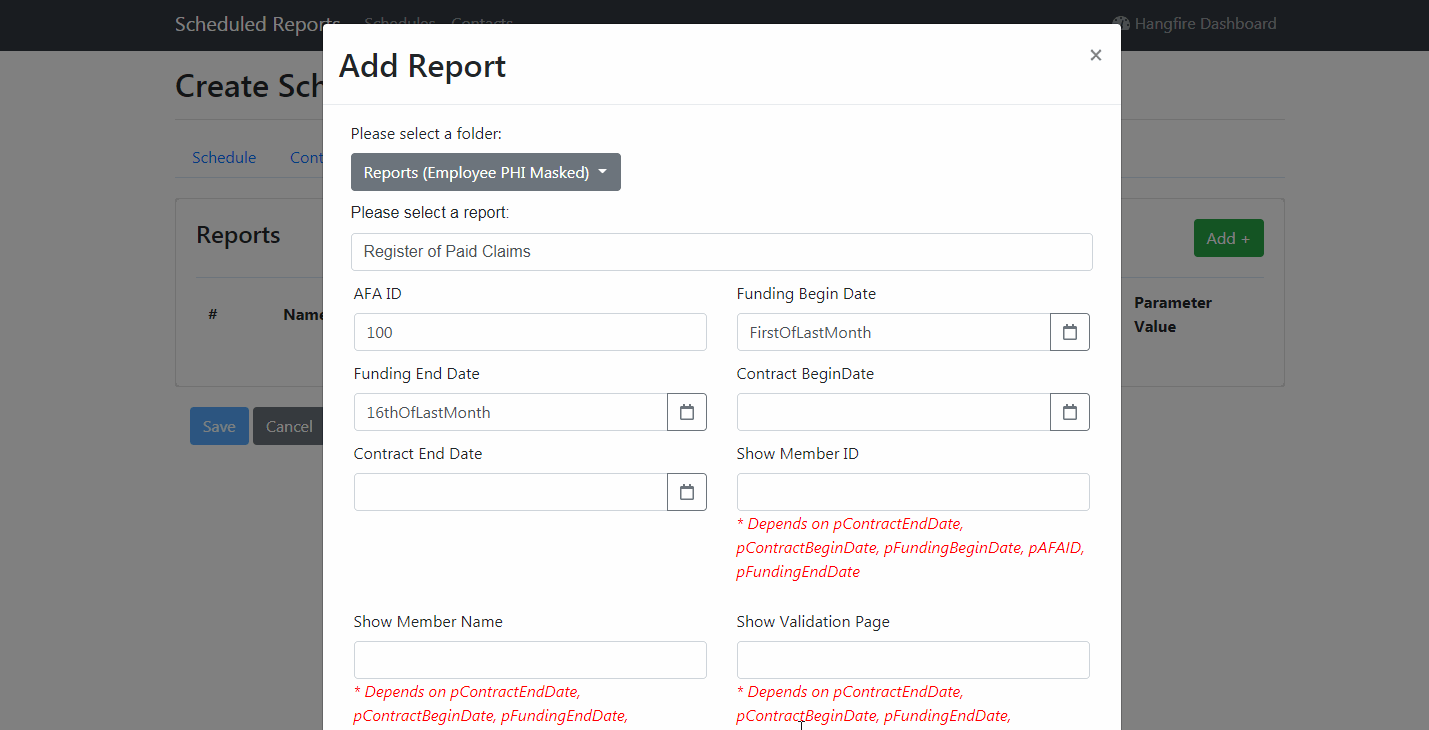 Scheduled Reports Schedules Contacts Hangfire Dashboard
Add Report ×
Create Sch
Please select a folder:
Schedule Cont
Reports (Employee PHI Masked)
Please select a report:
Reports Add +
Register of Paid Claims
AFA ID Funding Begin Date
# Name Parameter Value
100 FirstOfLastMonth
Funding End Date Contract BeginDate
16thOfLastMonth
Save Cancel
Contract End Date Show Member ID
* Depends on pContractEndDate,
pContractBeginDate, pFundingBeginDate, pAFAID,
pFundingEndDate
Show Member Name Show Validation Page
* Depends on pContractEndDate, * Depends on pContractEndDate,
pContractBeginDate, pFundingEndDate, pContractBeginDate, pFundingEndDate,